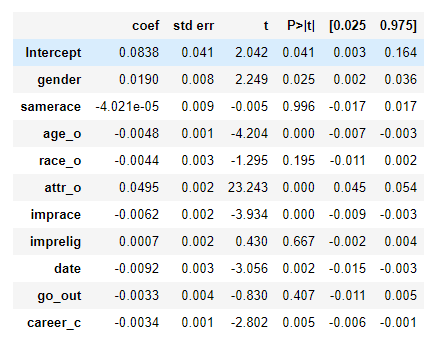 coef std err t P>|t| [0.025 0.975]
Intercept 0.0838 0.041 2.042 0.041 0.003 0.164
gender 0.0190 0.008 2.249 0.025 0.002 0.036
samerace -4.021e-05 0.009 -0.005 0.996 -0.017 0.017
age_o -0.0048 0.001 -4.204 0.000 -0.007 -0.003
race_o -0.0044 0.003 -1.295 0.195 -0.011 0.002
attr_o 0.0495 0.002 23.243 0.000 0.045 0.054
imprace -0.0062 0.002 -3.934 0.000 -0.009 -0.003
imprelig 0.0007 0.002 0.430 0.667 -0.002 0.004
date -0.0092 0.003 -3.056 0.002 -0.015 -0.003
go_out -0.0033 0.004 -0.830 0.407 -0.011 0.005
career_c -0.0034 0.001 -2.802 0.005 -0.006 -0.001